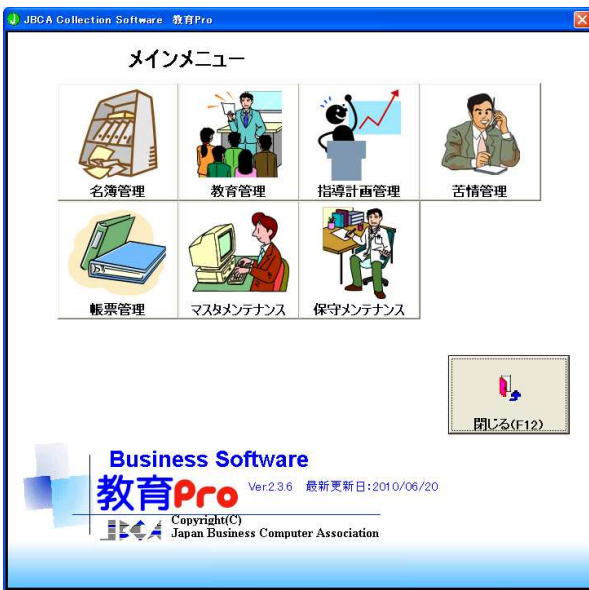 JBCA Collection Software 教育Pro
メインメニュー
名簿管理 教育管理 指導計画管理 苦情管理
帳票管理 マスタメンテナンス 保守メンテナンス
閉じる(F12)
Business Software
教育Pro Ver.2.3.6 最新更新日:2010/06/20
JBCA Copyright(C)
Japan Business Computer Association